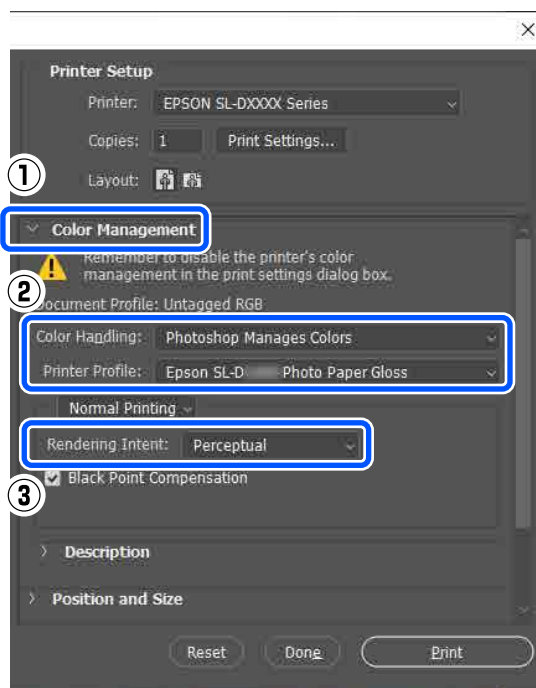 Printer Setup
Printer: EPSON SL-DXXXX Series
Copies: 1 Print Settings...
①
Layout:
Color Management
Remember to disable the printer's color
management in the print settings dialog box.
②
Document Profile: Untagged RGB
Color Handling: Photoshop Manages Colors
Printer Profile: Epson SL-D Photo Paper Gloss
Normal Printing
Rendering Intent: Perceptual
Black Point Compensation
③
Description
Position and Size
Reset Done Print